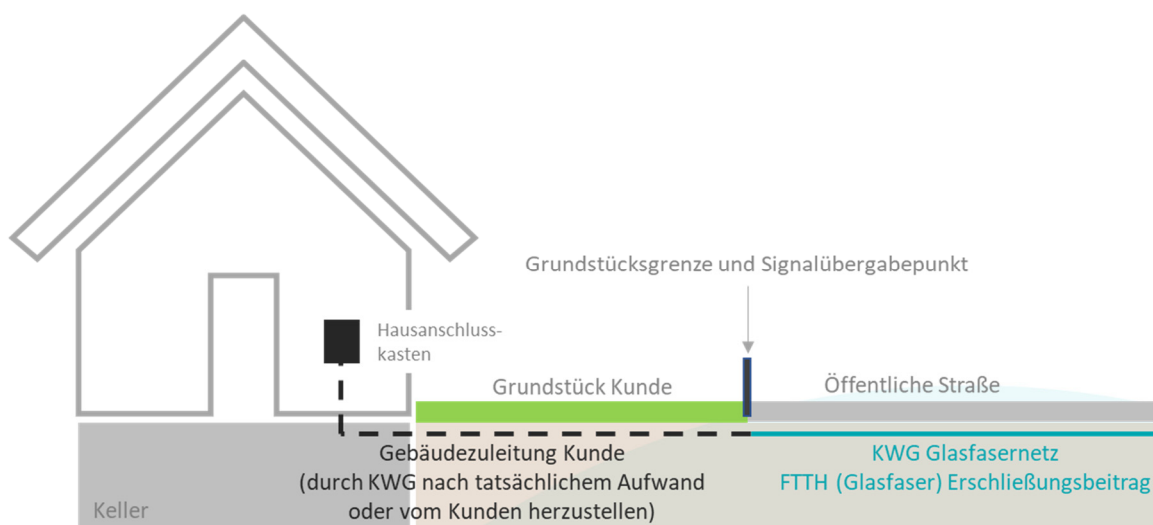 Grundstücksgrenze und Signalübergabepunkt
Hausanschluss-
kasten
Grundstück Kunde
Öffentliche Straße
Gebäudezuleitung Kunde
(durch KWG nach tatsächlichem Aufwand
oder vom Kunden herzustellen)
KWG Glasfasernetz
FTTH (Glasfaser) Erschließungsbeitrag
Keller